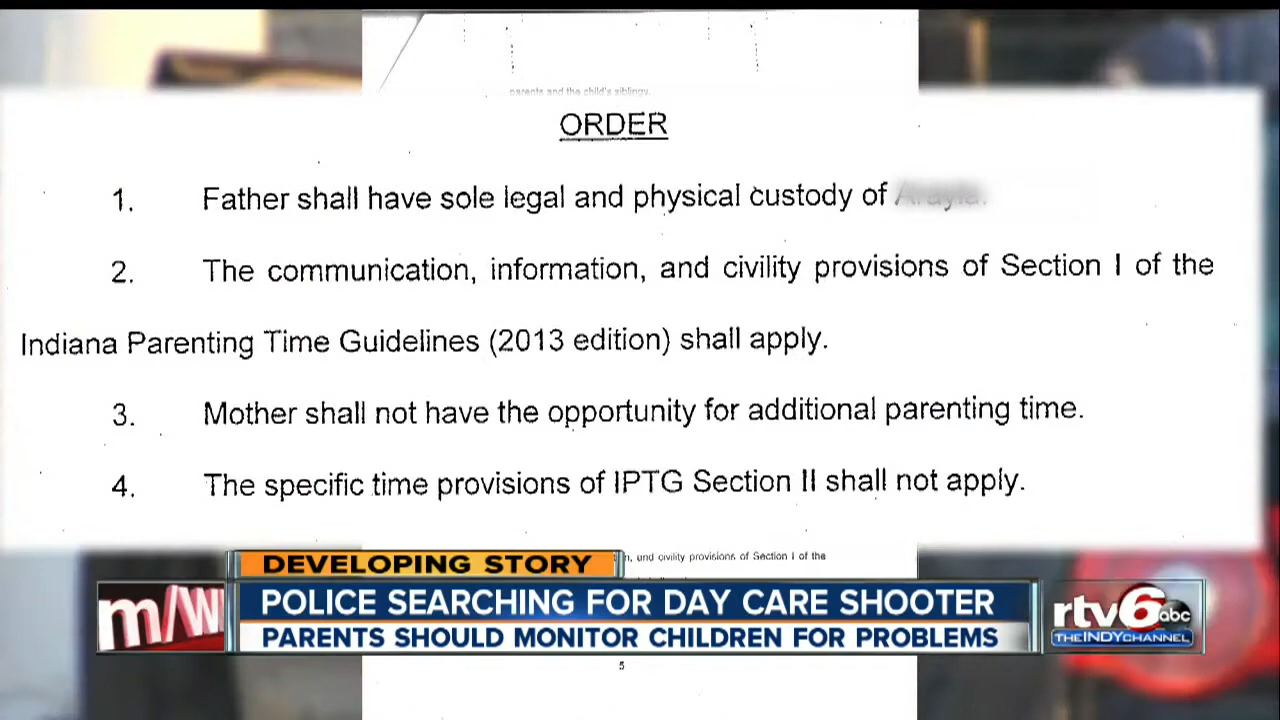 parents and the child's siblings.
ORDER
1. Father shall have sole legal and physical custody of
2. The communication, information, and civility provisions of Section I of the
Indiana Parenting Time Guidelines (2013 edition) shall apply.
3. Mother shall not have the opportunity for additional parenting time.
4. The specific time provisions of IPTG Section II shall not apply.
n, and civility provisions of Section I of the
DEVELOPING STORY
m/W
POLICE SEARCHING FOR DAY CARE SHOOTER
PARENTS SHOULD MONITOR CHILDREN FOR PROBLEMS
rtv6 abc
THEINDYCHANNEL
5